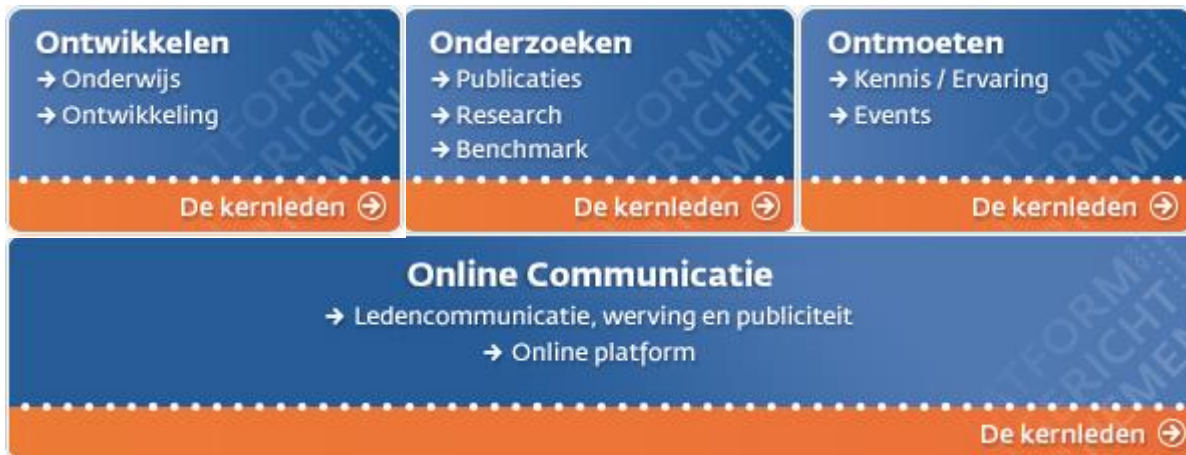 Ontwikkelen
→ Onderwijs
→ Ontwikkeling
De kernleden
Onderzoeken
→ Publicaties
→ Research
→ Benchmark
De kernleden
Ontmoeten
→ Kennis / Ervaring
→ Events
De kernleden
Online Communicatie
→ Ledencommunicatie, werving en publiciteit
→ Online platform
De kernleden